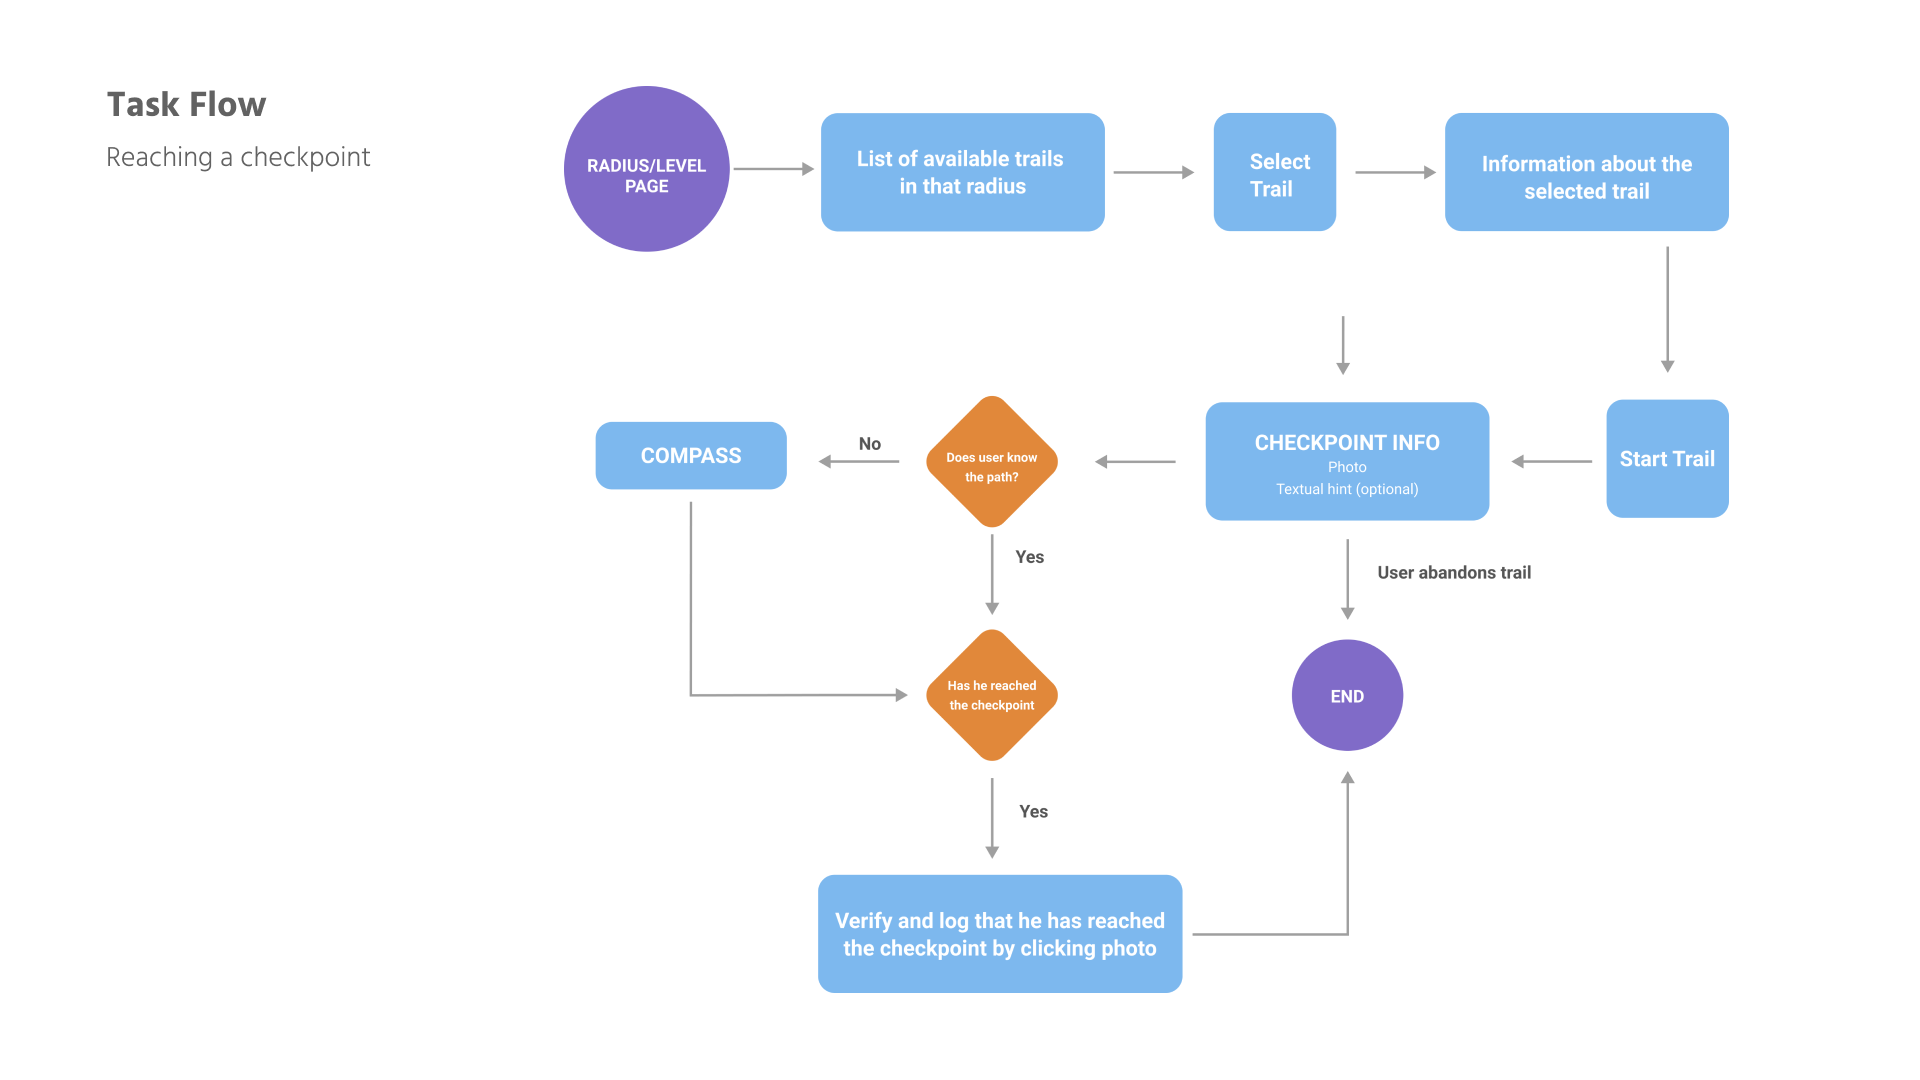 Task Flow
Reaching a checkpoint
RADIUS/LEVEL
PAGE
List of available trails
in that radius
Select
Trail
Information about the
selected trail
Start Trail
CHECKPOINT INFO
Photo
Textual hint (optional)
Does user know
the path?
No
COMPASS
Yes
User abandons trail
Has he reached
the checkpoint
END
Yes
Verify and log that he has reached
the checkpoint by clicking photo